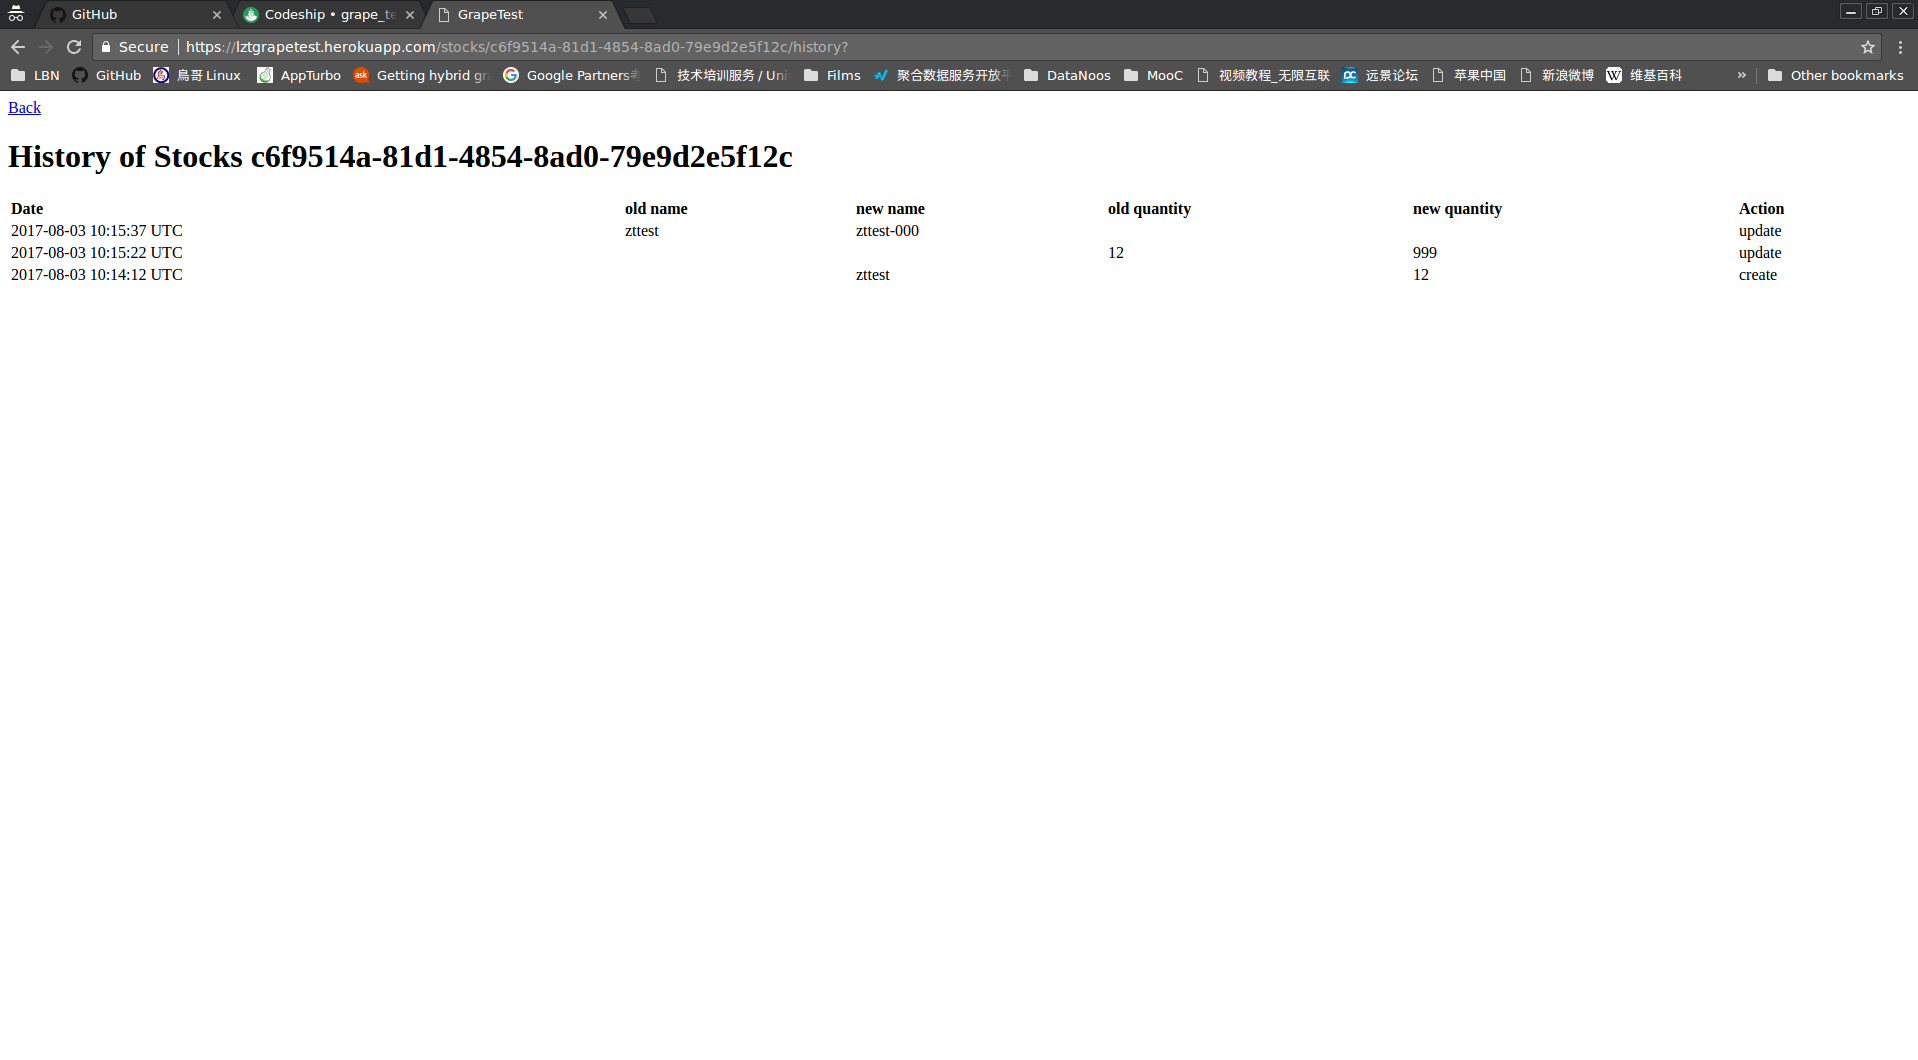 GitHub
Codeship • grape_te
GrapeTest
Secure https://lztgrapetest.herokuapp.com/stocks/c6f9514a-81d1-4854-8ad0-79e9d2e5f12c/history?
LBN GitHub 鳥哥 Linux AppTurbo ask Getting hybrid gr Google Partners 技术培训服务 / Uni Films 聚合数据服务开放 DataNoos MooC 视频教程_无限互联 远景论坛 苹果中国 新浪微博 W 维基百科 » Other bookmarks
Back
History of Stocks c6f9514a-81d1-4854-8ad0-79e9d2e5f12c
Date old name new name old quantity new quantity Action
2017-08-03 10:15:37 UTC zttest zttest-000 update
2017-08-03 10:15:22 UTC 12 999 update
2017-08-03 10:14:12 UTC zttest 12 create